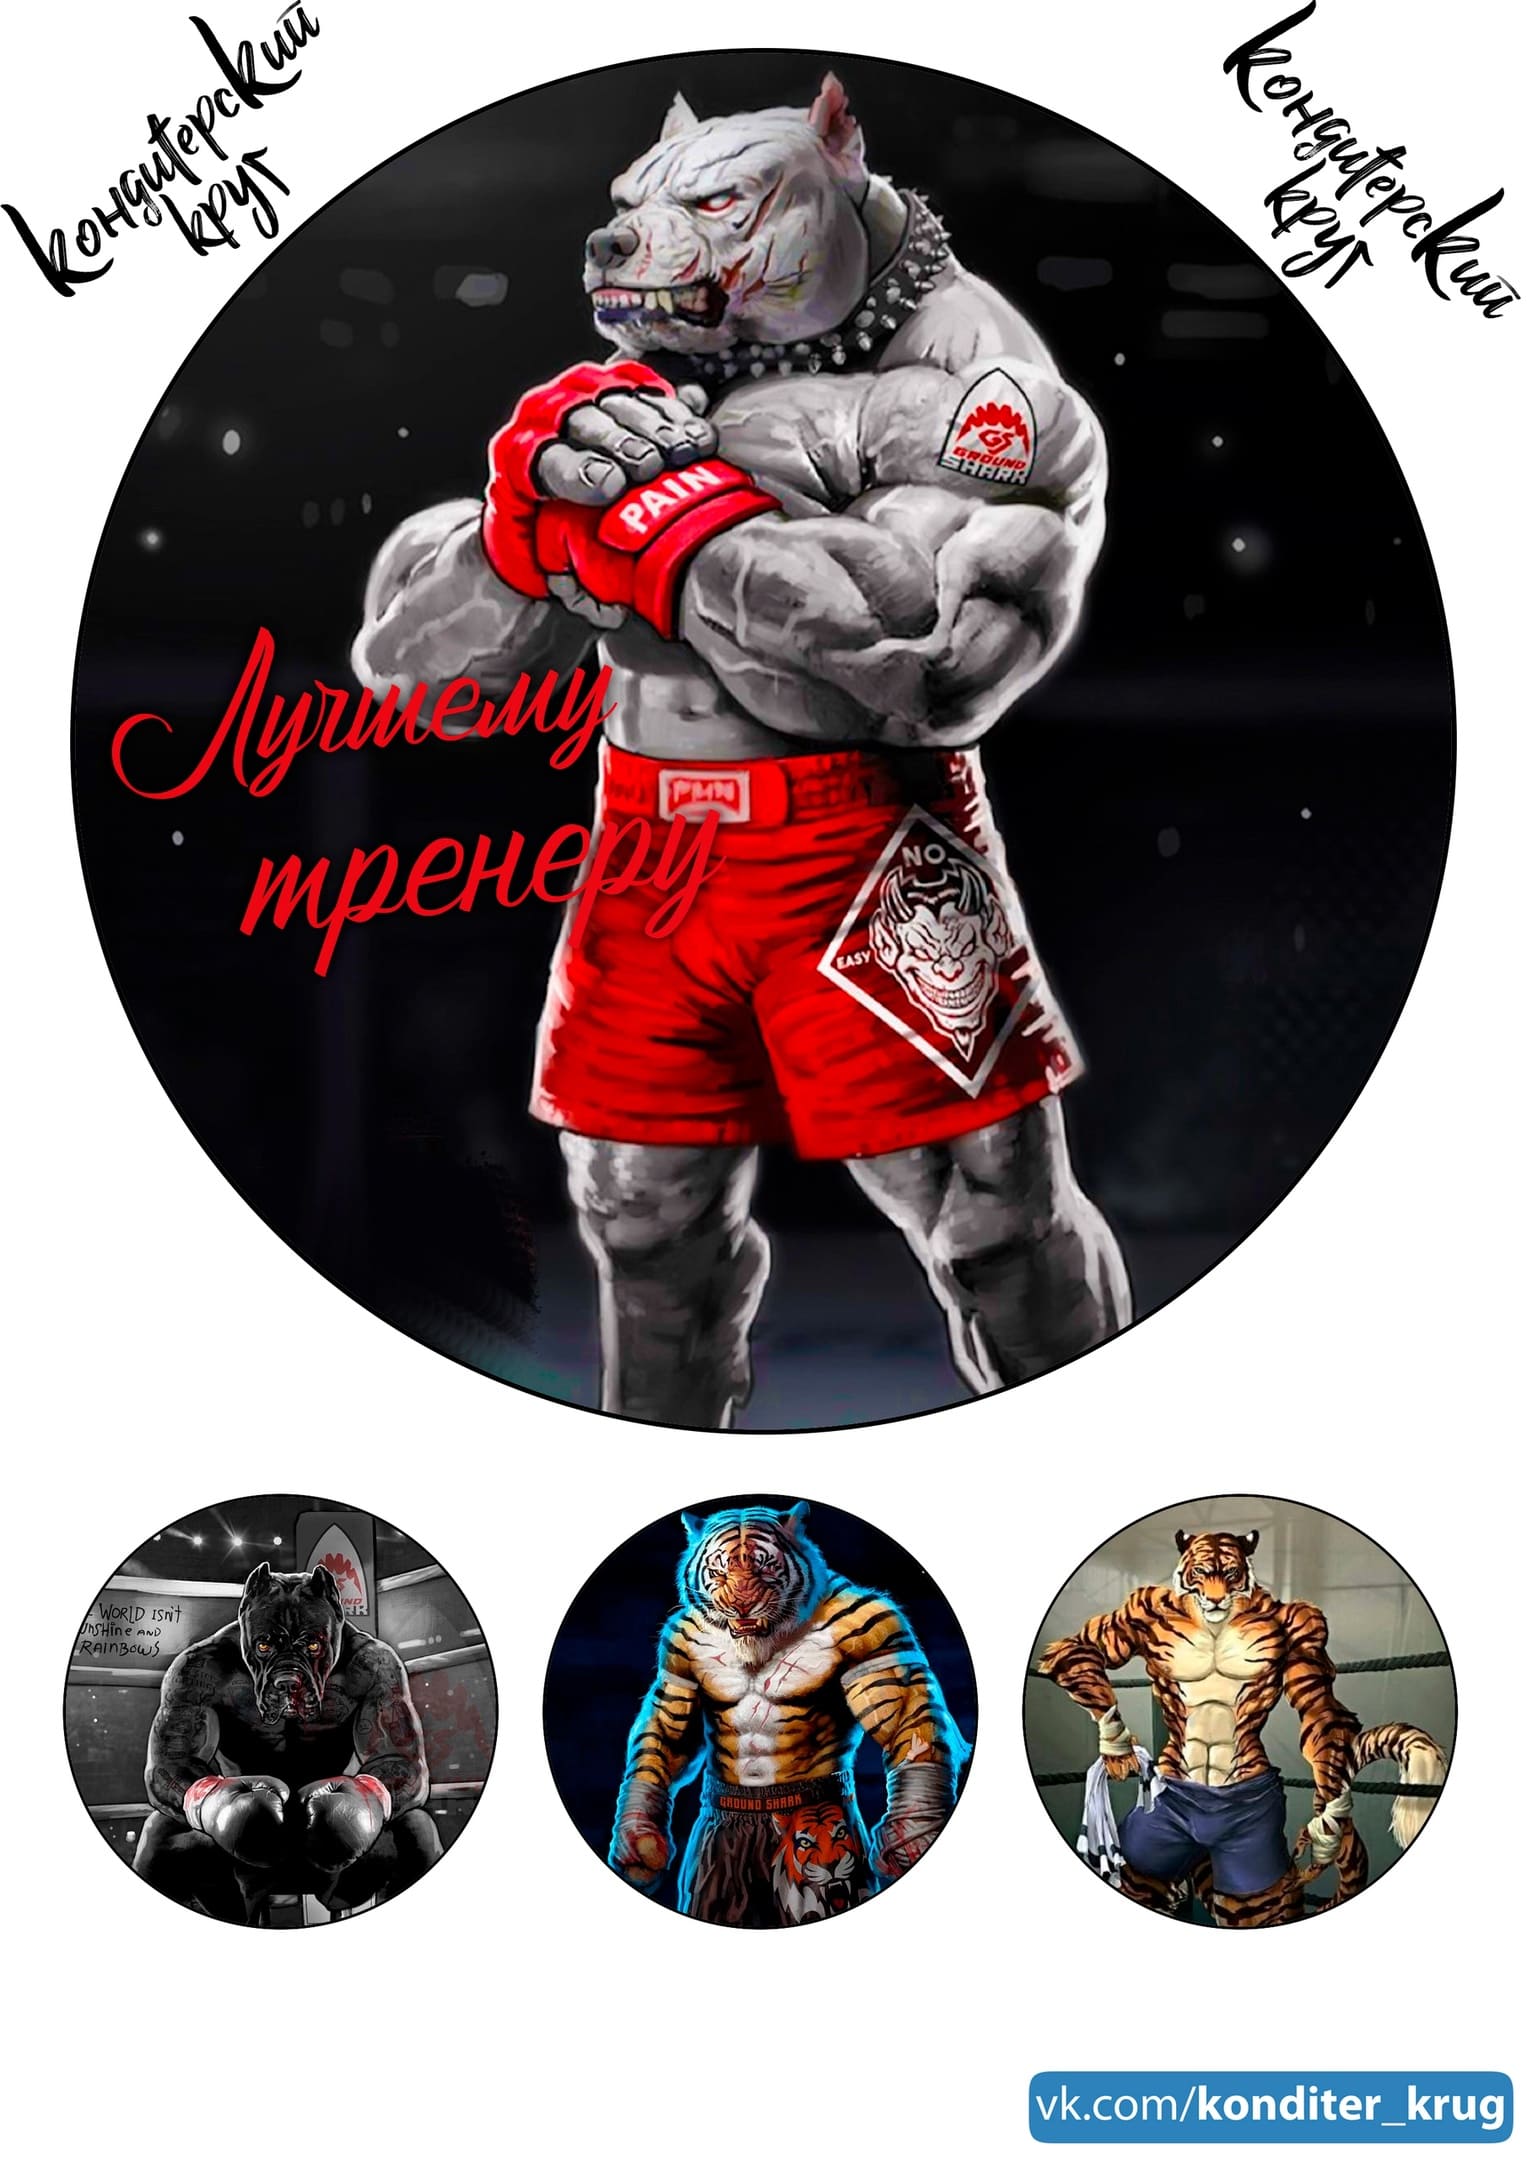 кондитерский
круг
кондитерский
круг
GS
GROUND
SHARK
PAIN
Лучшему
PAIN
тренеру
NO
EASY
WORLD ISn't
unSHine AND
RAinBowS
GROUND SHARK
vk.com/konditer_krug